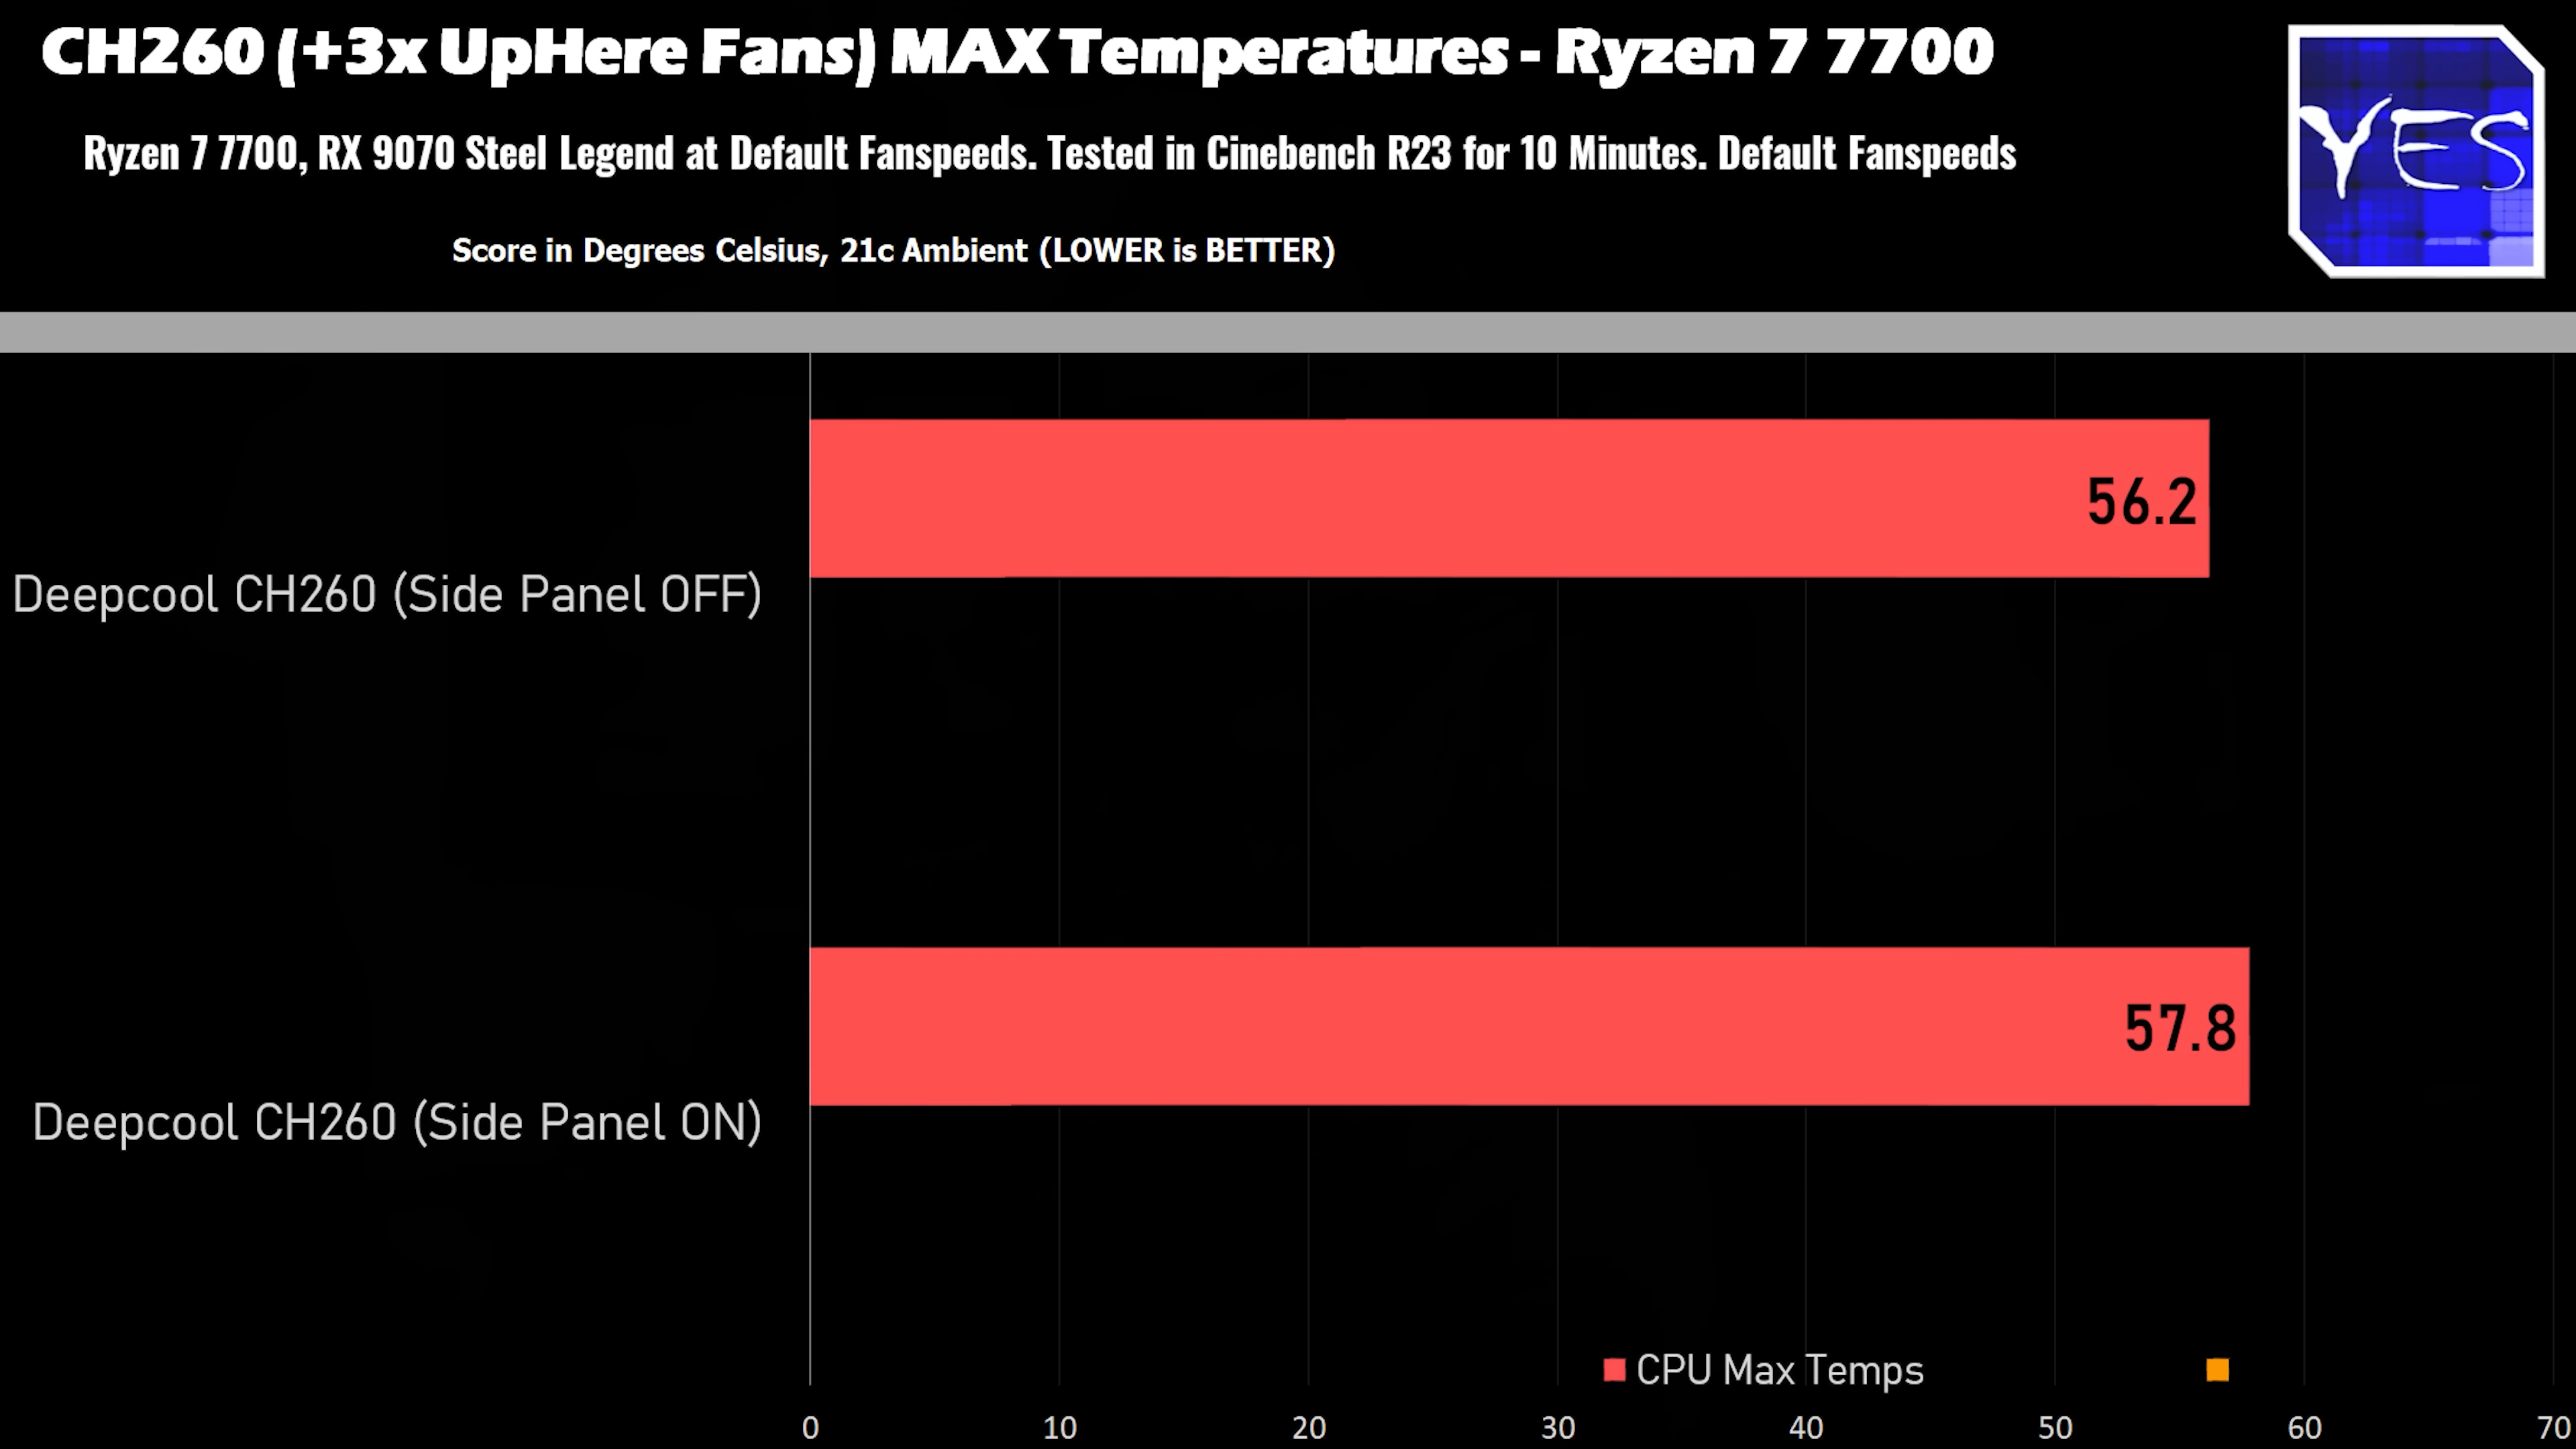 CH260 (+3x UpHere Fans) MAX Temperatures - Ryzen 7 7700
YES
Ryzen 7 7700, RX 9070 Steel Legend at Default Fanspeeds. Tested in Cinebench R23 for 10 Minutes. Default Fanspeeds
Score in Degrees Celsius, 21c Ambient (LOWER is BETTER)
56.2
Deepcool CH260 (Side Panel OFF)
57.8
Deepcool CH260 (Side Panel ON)
CPU Max Temps
0 10 20 30 40 50 60 70